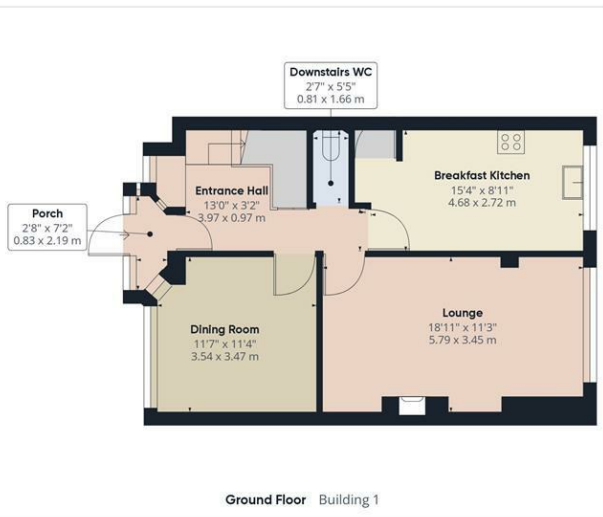 Downstairs WC
2'7" x 5'5"
0.81 x 1.66 m
Breakfast Kitchen
15'4" x 8'11"
4.68 x 2.72 m
Entrance Hall
13'0" x 3'2"
3.97 x 0.97 m
Porch
2'8" x 7'2"
0.83 x 2.19 m
Lounge
18'11" x 11'3"
5.79 x 3.45 m
Dining Room
11'7" x 11'4"
3.54 x 3.47 m
Ground Floor Building 1